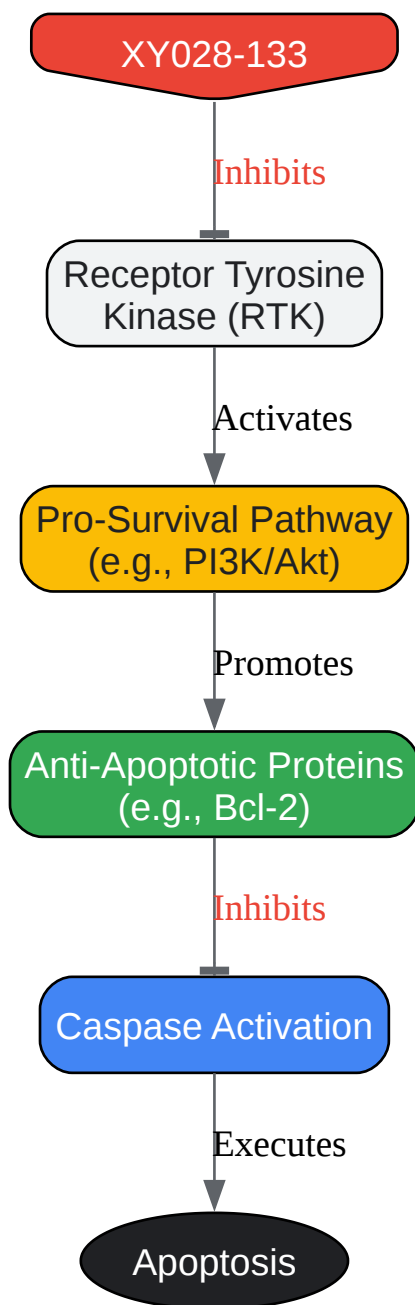 XY028-133
Inhibits
Receptor Tyrosine
Kinase (RTK)
Activates
Pro-Survival Pathway
(e.g., PI3K/Akt)
Promotes
Anti-Apoptotic Proteins
(e.g., Bcl-2)
Inhibits
Caspase Activation
Executes
Apoptosis